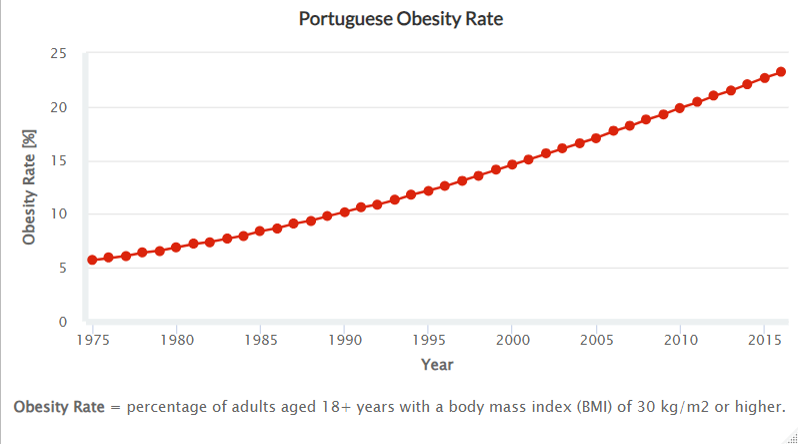 Portuguese Obesity Rate
25
20
15
10
5
0
Obesity Rate [%]
1975 1980 1985 1990 1995 2000 2005 2010 2015
Year
Obesity Rate = percentage of adults aged 18+ years with a body mass index (BMI) of 30 kg/m2 or higher.